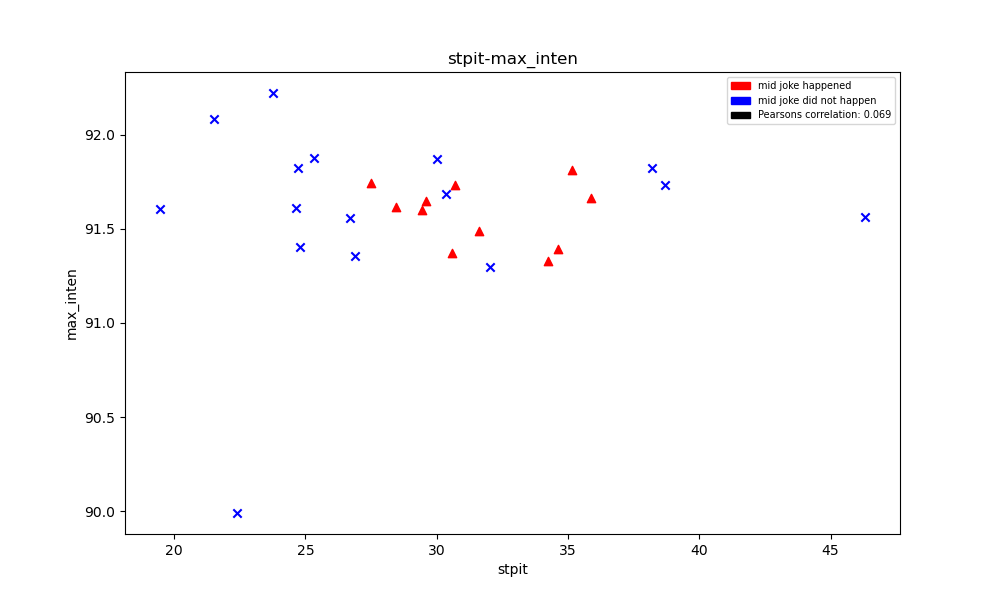 stpit-max_inten
mid joke happened
mid joke did not happen
Pearsons correlation: 0.069
92.0
91.5
91.0
90.5
90.0
max_inten
20 25 30 35 40 45
stpit